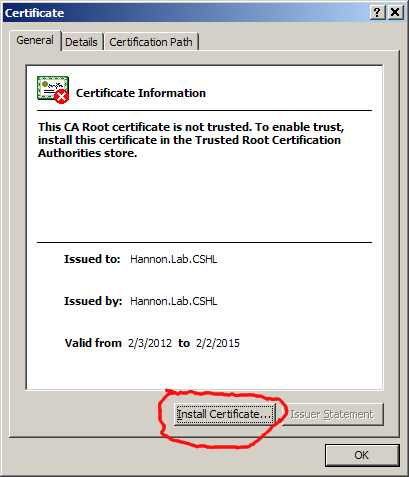 Certificate
General Details Certification Path
Certificate Information
This CA Root certificate is not trusted. To enable trust,
install this certificate in the Trusted Root Certification
Authorities store.
Issued to: Hannon.Lab.CSHL
Issued by: Hannon.Lab.CSHL
Valid from 2/3/2012 to 2/2/2015
Install Certificate... Issuer Statement
OK